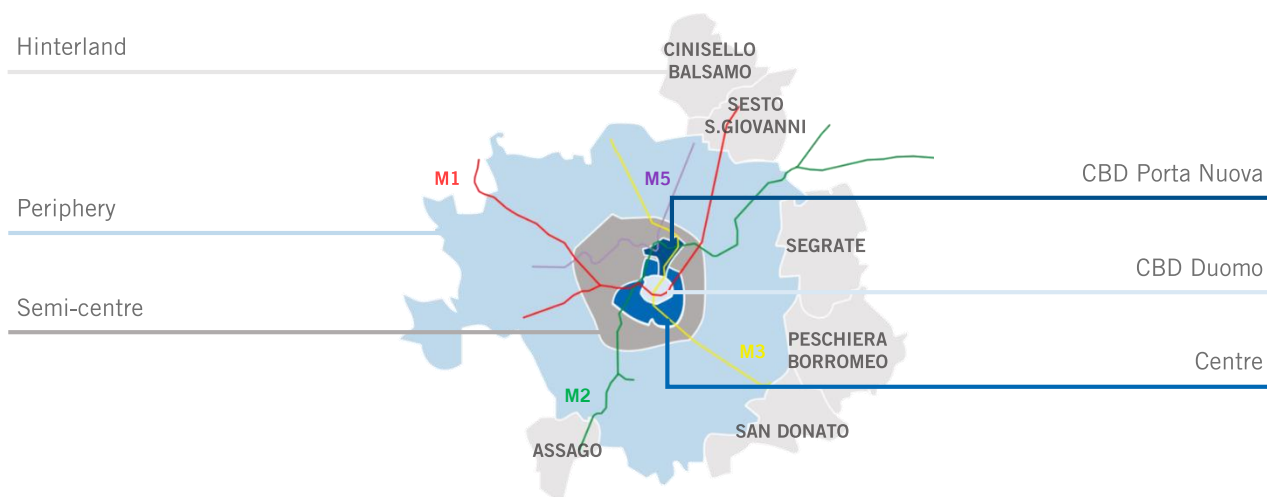 Hinterland
CINISELLO
BALSAMO
SESTO
S.GIOVANNI
M1
M5
CBD Porta Nuova
Periphery
SEGRATE
CBD Duomo
Semi-centre
PESCHIERA
BORROMEO
M3
Centre
M2
SAN DONATO
ASSAGO